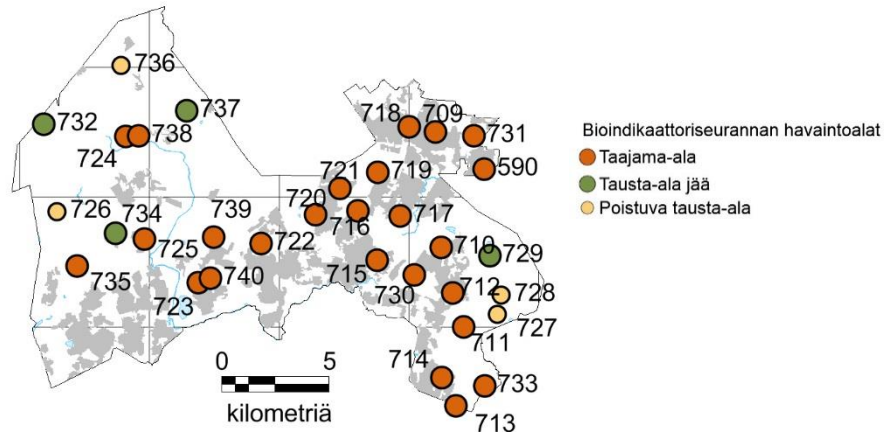 736
737
732
718 709
724 738
731
721 719
590
720
726 734 739
716 717
725 722 710
729
735
740
715
723 730 712 728
727
711
714
733
713
0 5
kilometriä
Bioindikaattoriseurannan havaintoalat
Taajama-ala
Tausta-ala jää
Poistuva tausta-ala